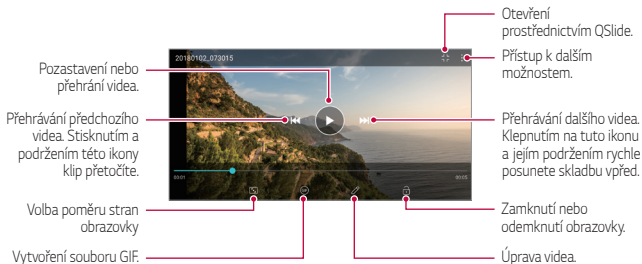 Otevření
prostřednictvím QSlide.
Přístup k dalším
možnostem.
20180102_073015
Pozastavení nebo
přehrání videa.
Přehrávání předchozího
videa. Stisknutím a
podržením této ikony
klip přetočíte.
Přehrávání dalšího videa.
Klepnutím na tuto ikonu
a jejím podržením rychle
posunete skladbu vpřed.
00:01
00:05
Volba poměru stran
obrazovky
GIF
Zamknutí nebo
odemknutí obrazovky.
Vytvoření souboru GIF.
Úprava videa.